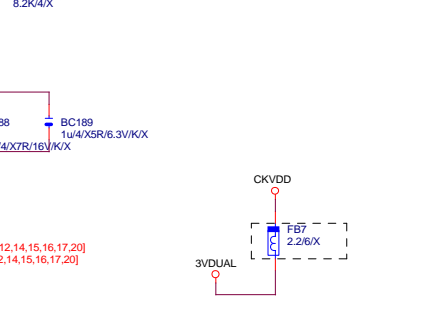 8.2K/4/X
88
BC189
1u/4/X5R/6.3V/K/X
/4/X7R/16V/K/X
CKVDD
FB7
2.2/6/X
12,14,15,16,17,20]
2,14,15,16,17,20]
3VDUAL